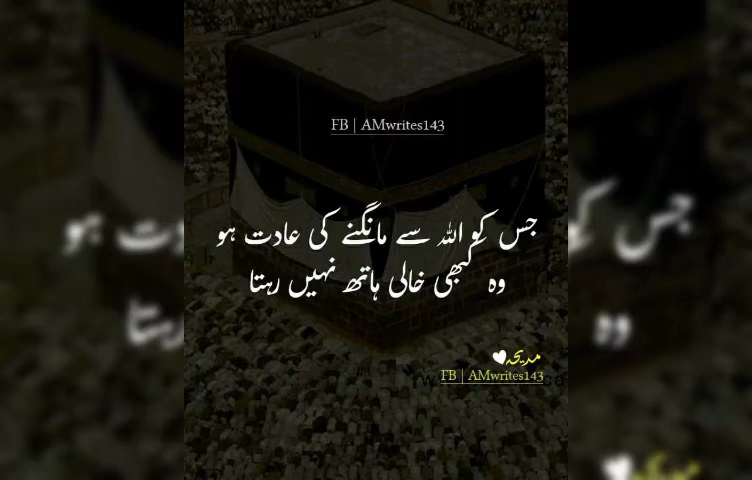 FB | AMwrites143
جس کو اللہ سے مانگنے کی عادت ہو
وہ کبھی خالی ہاتھ نہیں رہتا
مدیحہ
FB | AMwrites143